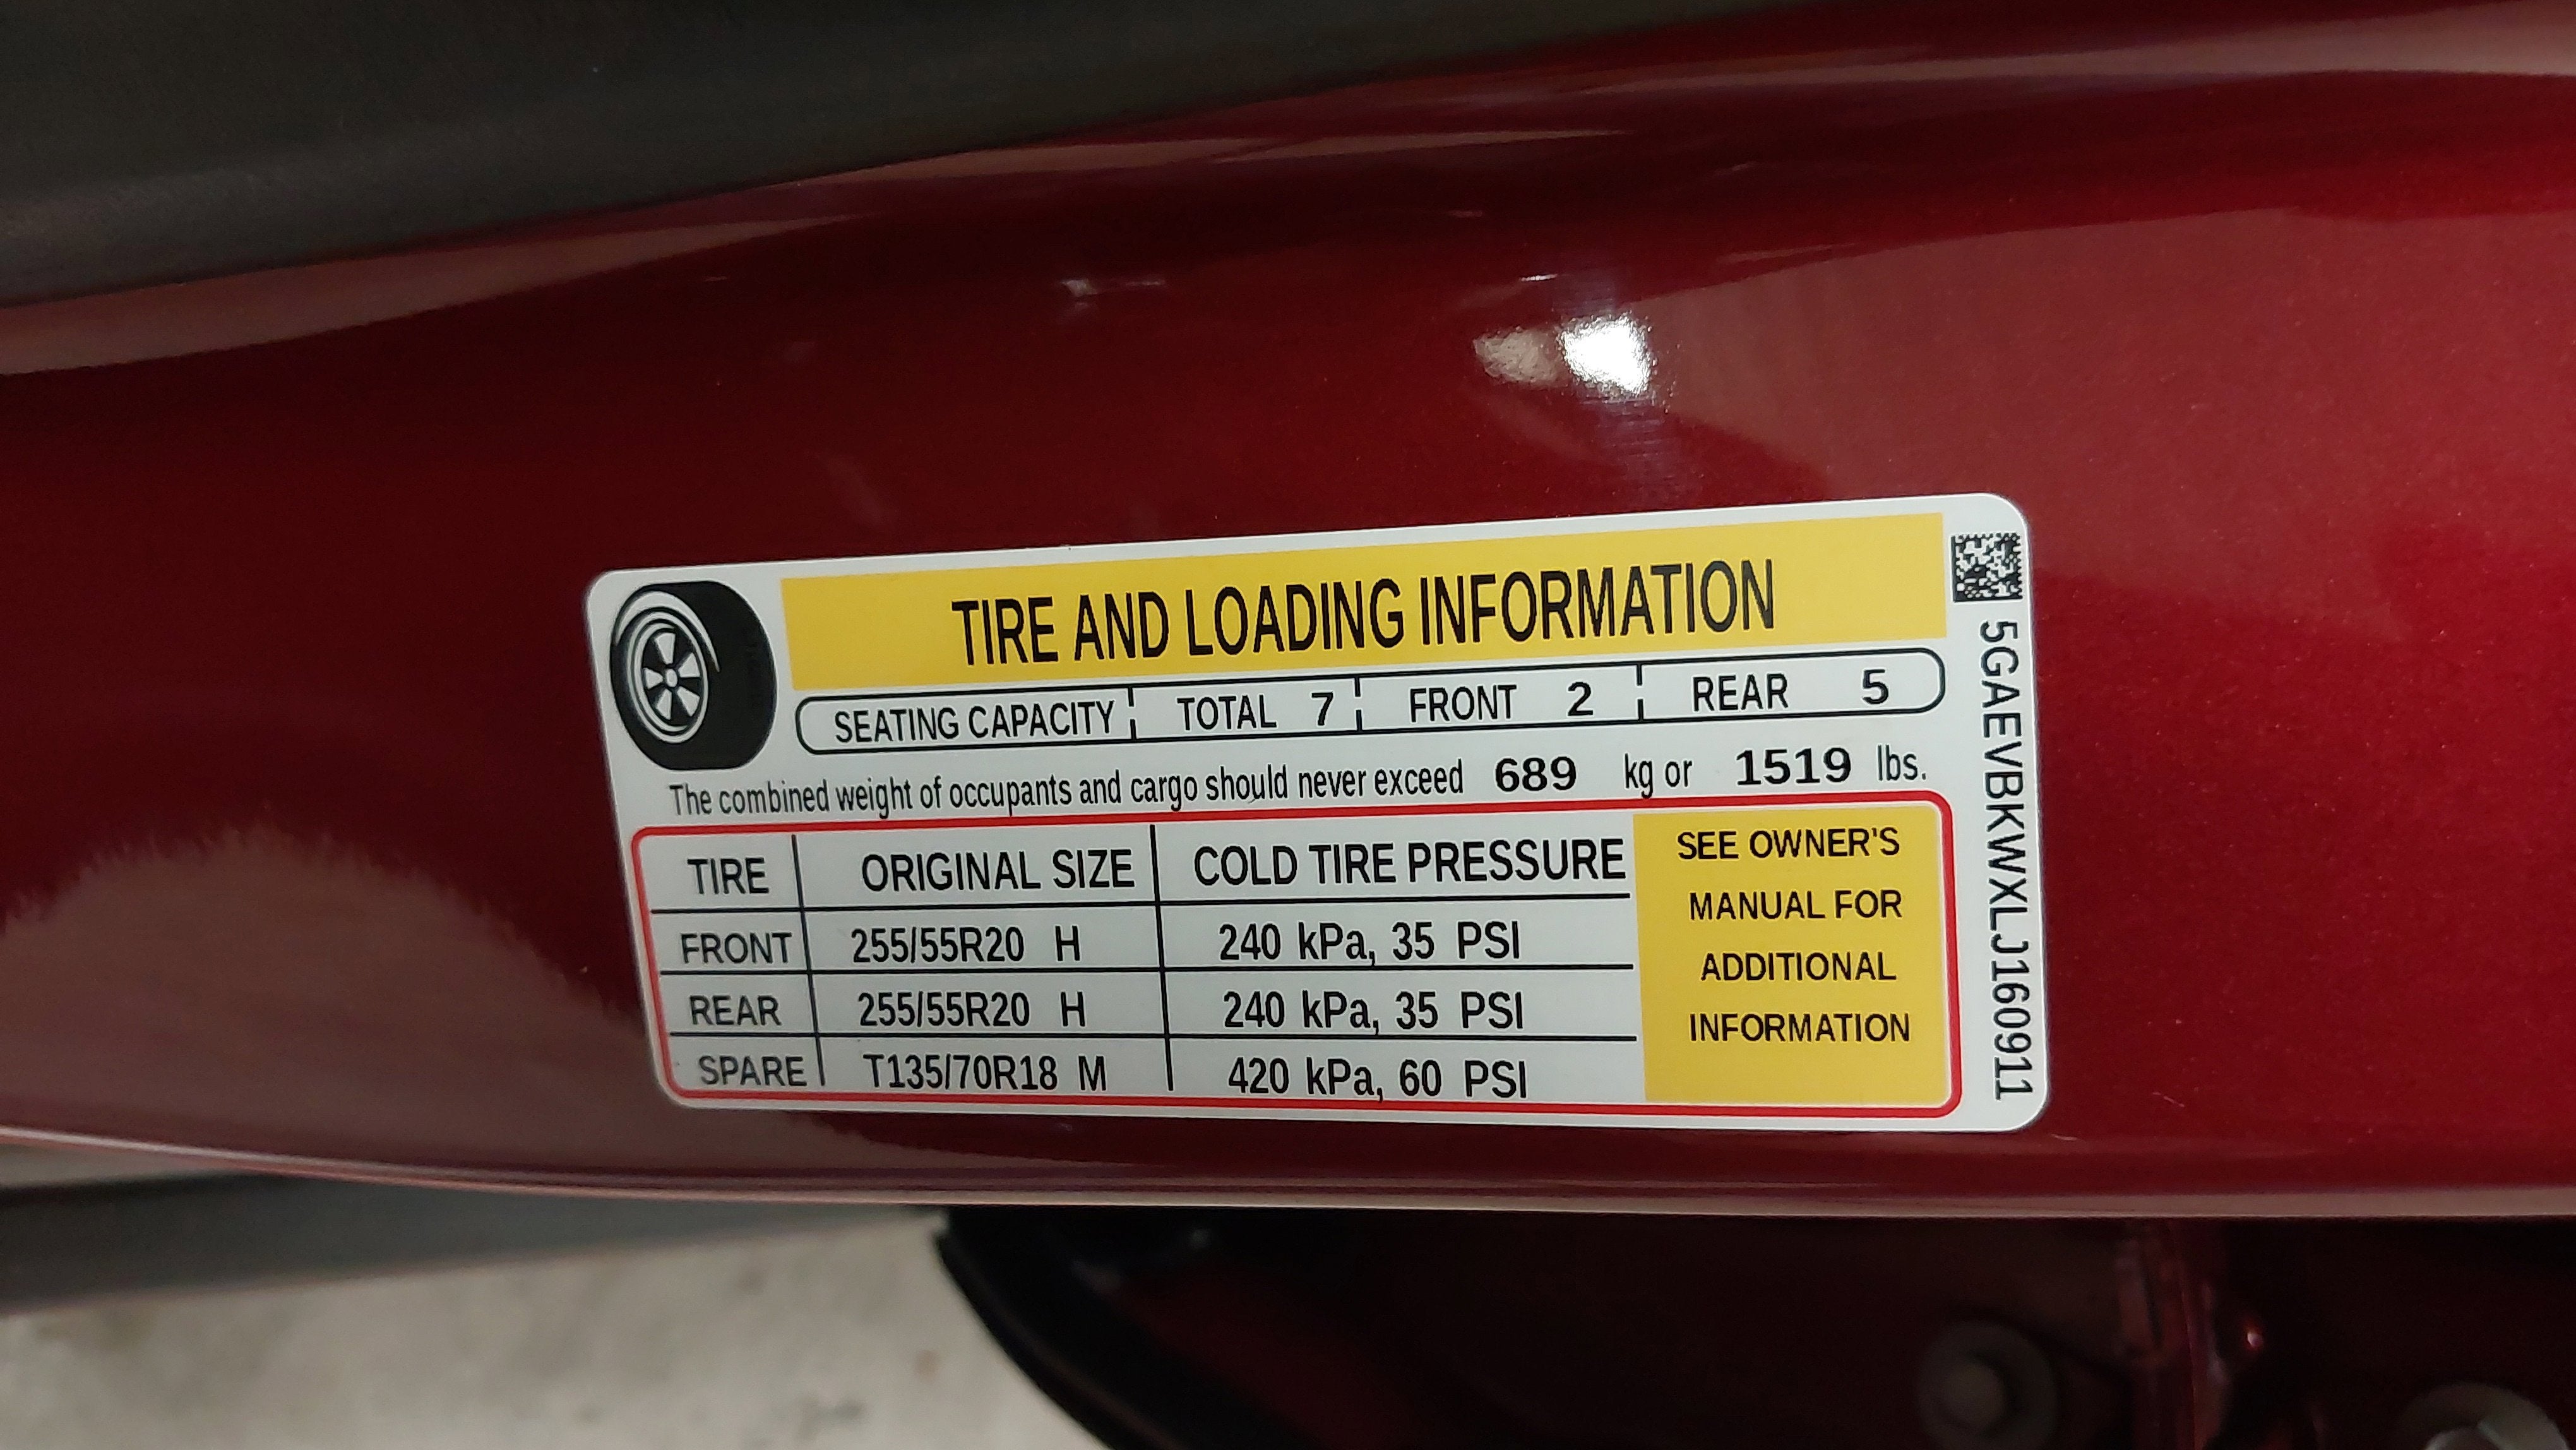 TIRE AND LOADING INFORMATION
SEATING CAPACITY TOTAL 7 FRONT 2 REAR 5
The combined weight of occupants and cargo should never exceed 689 kg or 1519 lbs.
TIRE ORIGINAL SIZE COLD TIRE PRESSURE
FRONT 255/55R20 H 240 kPa, 35 PSI
REAR 255/55R20 H 240 kPa, 35 PSI
SPARE T135/70R18 M 420 kPa, 60 PSI
SEE OWNER'S
MANUAL FOR
ADDITIONAL
INFORMATION
5GAEVBKWXLJ160911